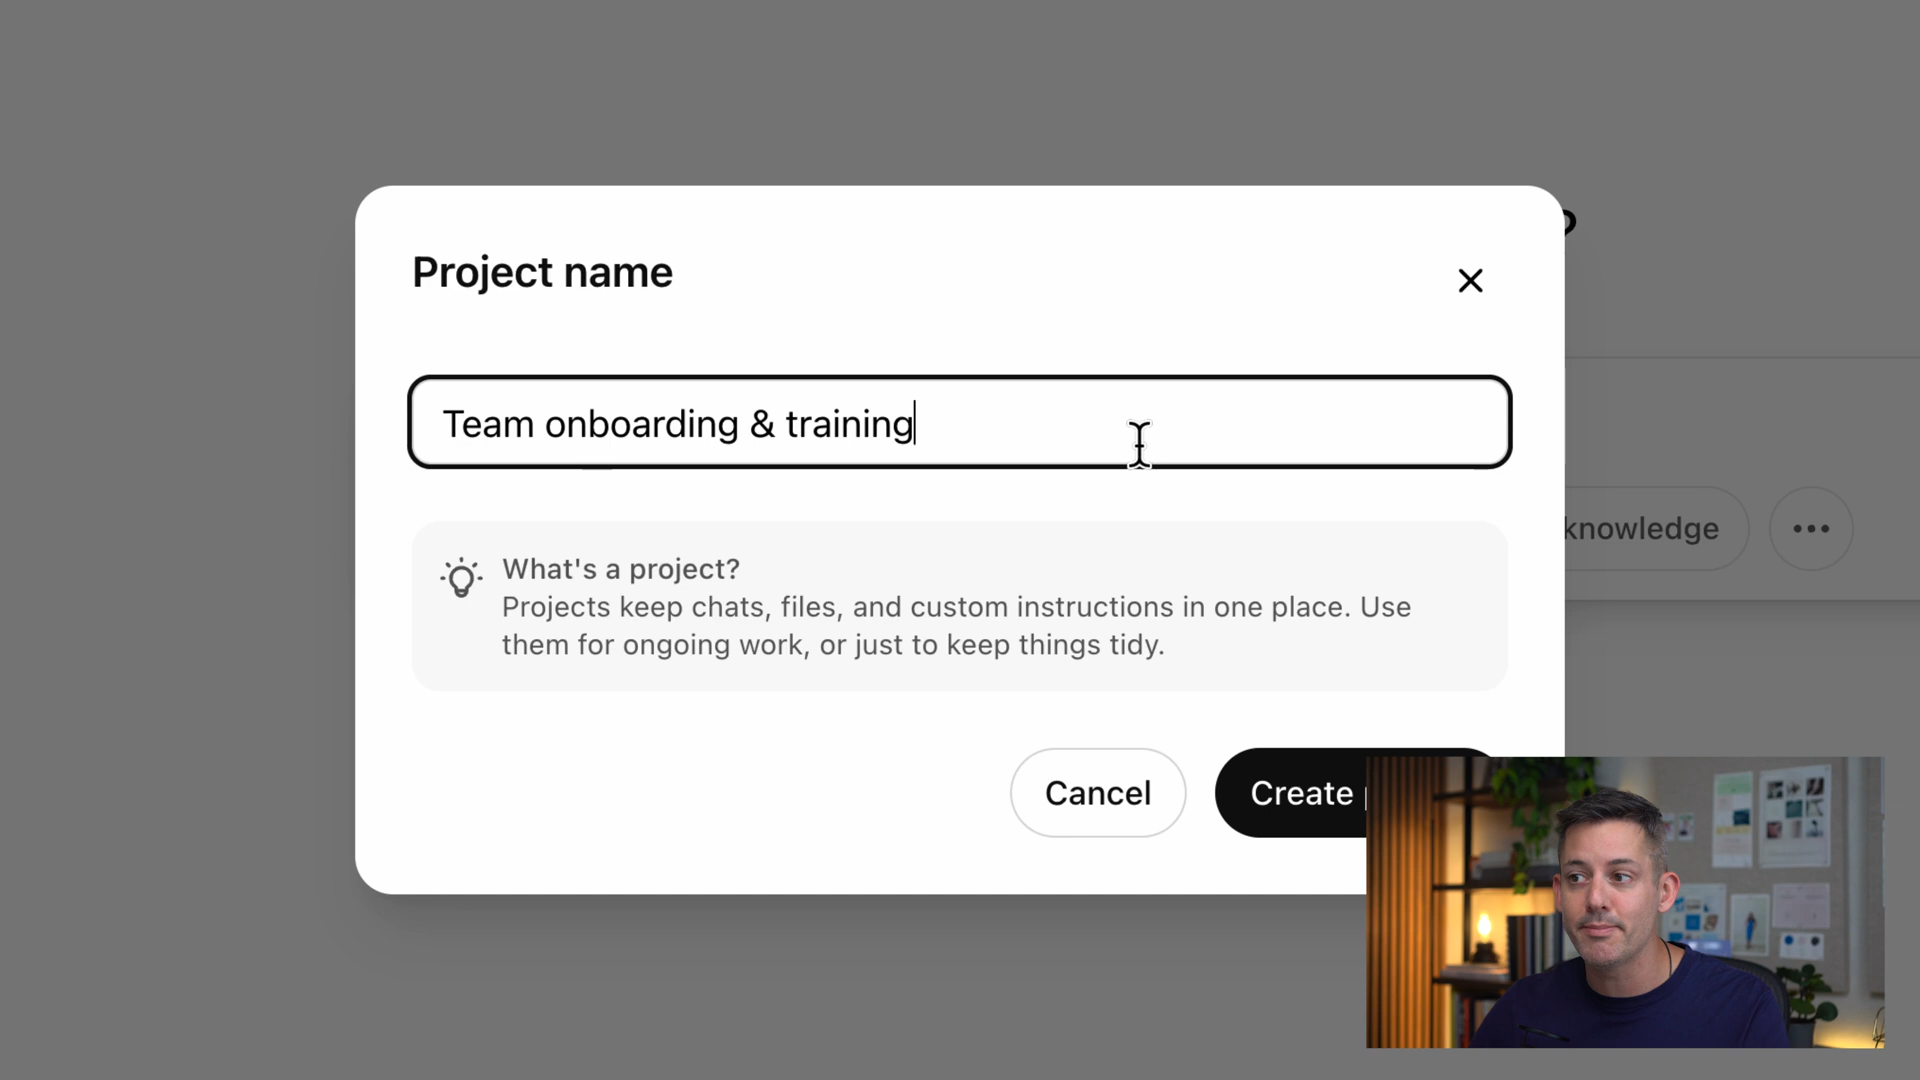 Project name
Team onboarding & training
knowledge
What's a project?
Projects keep chats, files, and custom instructions in one place. Use
them for ongoing work, or just to keep things tidy.
Cancel
Create